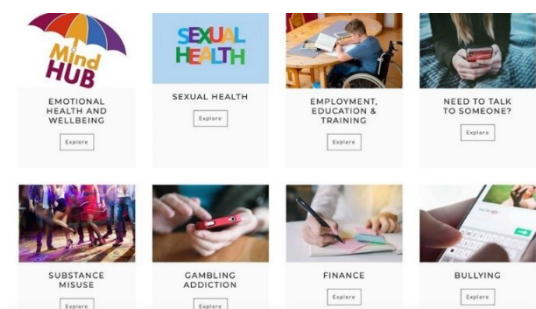 Mind
HUB
SEXUAL
HEALTH
EMOTIONAL
HEALTH AND
WELLBEING
Explore
SEXUAL HEALTH
Explore
EMPLOYMENT,
EDUCATION &
TRAINING
Explore
NEED TO TALK
TO SOMEONE?
Explore
SUBSTANCE
MISUSE
Explore
GAMBLING
ADDICTION
Explore
FINANCE
Explore
BULLYING
Explore